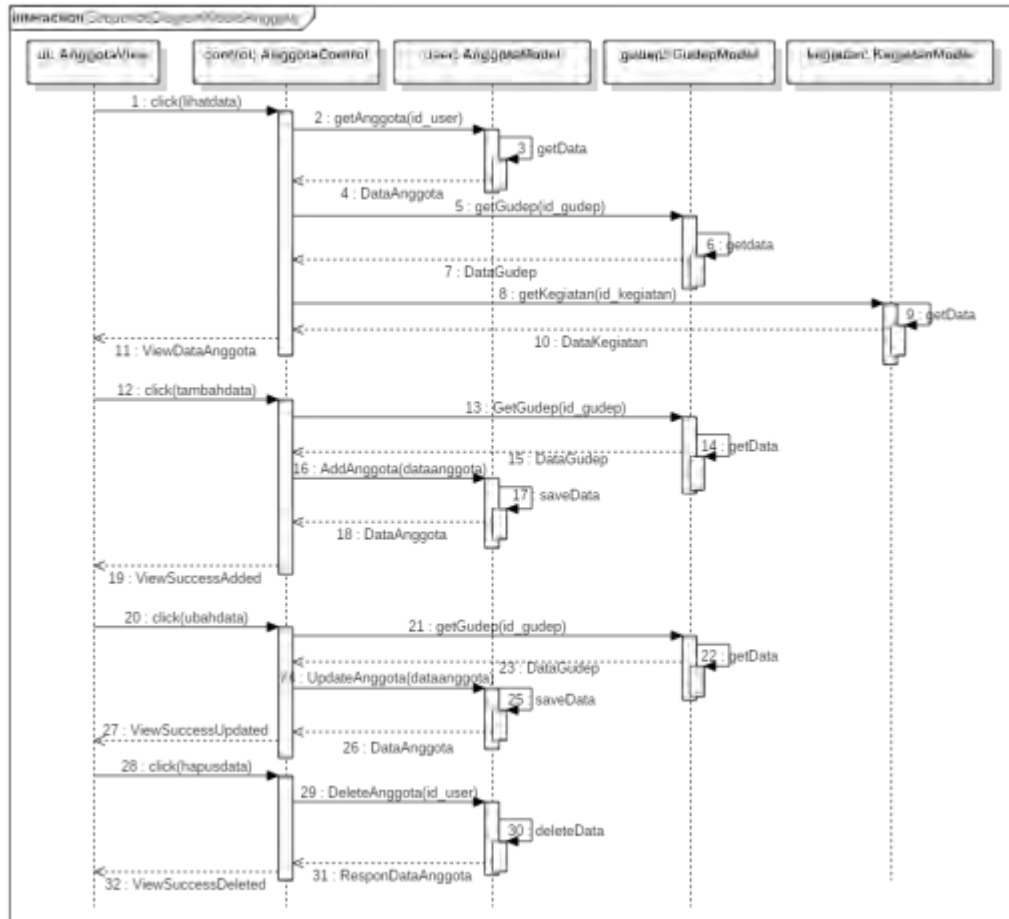 interaction SequenceDiagramKelolaAnggota
ui: AnggotaView
control: AnggotaControl
user: AnggotaModel
gudep: GudepModel
kegiatan: KegiatanModel
1 : click(lihatdata)
2 : getAnggota(id_user)
3 : getData
4 : DataAnggota
5 : getGudep(id_gudep)
6 : getdata
7 : DataGudep
8 : getKegiatan(id_kegiatan)
9 : getData
10 : DataKegiatan
11 : ViewDataAnggota
12 : click(tambahdata)
13 : GetGudep(id_gudep)
14 : getData
15 : DataGudep
16 : AddAnggota(dataanggota)
17 : saveData
18 : DataAnggota
19 : ViewSuccessAdded
20 : click(ubahdata)
21 : getGudep(id_gudep)
22 : getData
23 : DataGudep
24 : UpdateAnggota(dataanggota)
25 : saveData
26 : DataAnggota
27 : ViewSuccessUpdated
28 : click(hapusdata)
29 : DeleteAnggota(id_user)
30 : deleteData
31 : ResponDataAnggota
32 : ViewSuccessDeleted